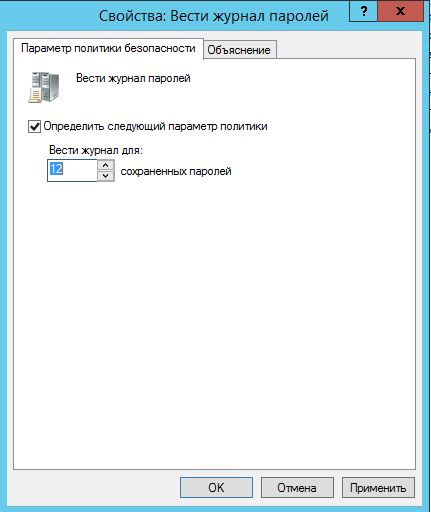 Свойства: Вести журнал паролей
? x
Параметр политики безопасности Объяснение
Вести журнал паролей
Определить следующий параметр политики
Вести журнал для:
12 сохраненных паролей
OK Отмена Применить